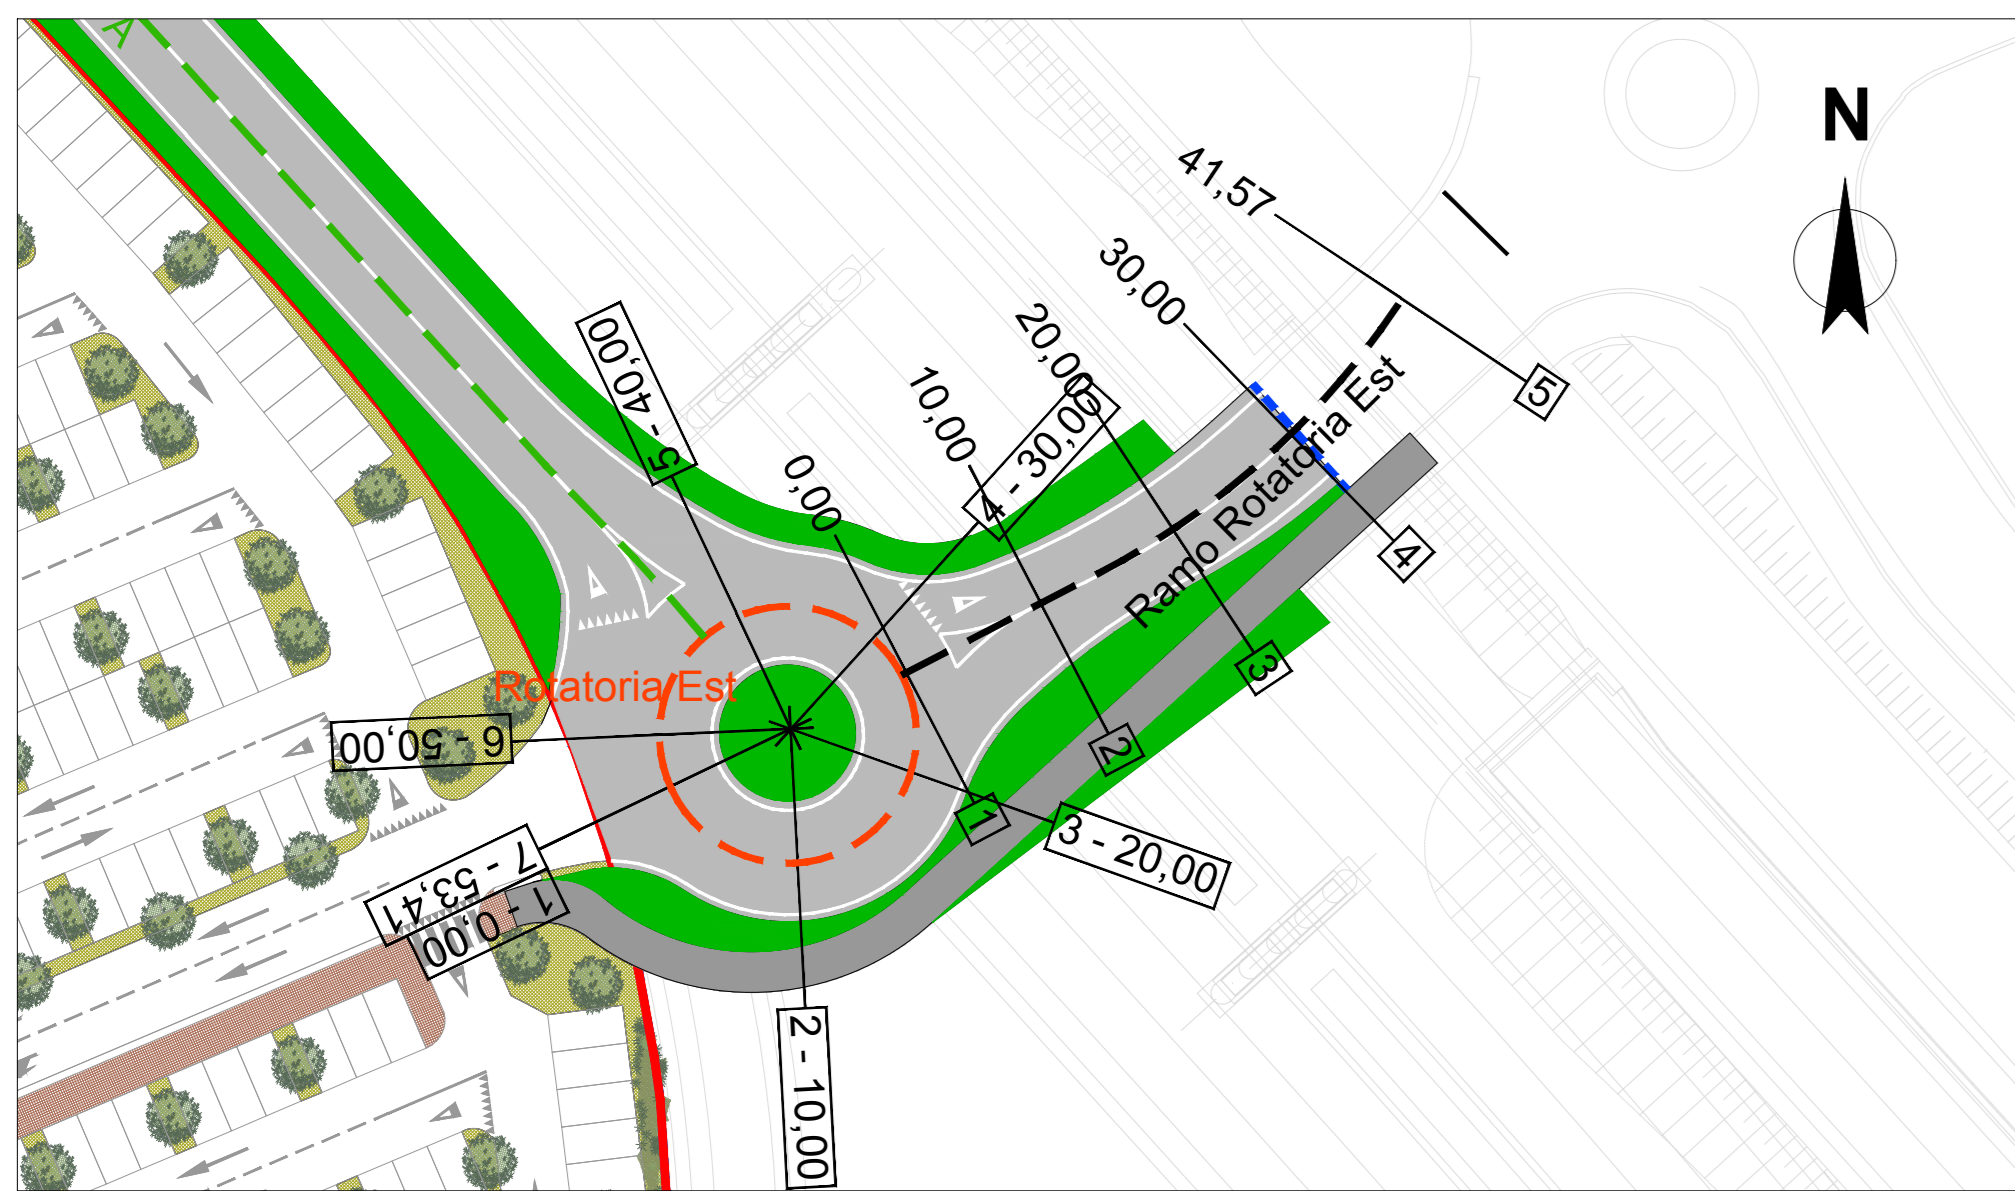 A
N
41,57
30,00
20,00
10,00
0,00
5 - 40,00
4 - 30,00
5
Ramo Rotatoria Est
4
3
2
1
Rotatoria Est
6 - 50,00
3 - 20,00
7 - 53,41
1 - 0,00
2 - 10,00